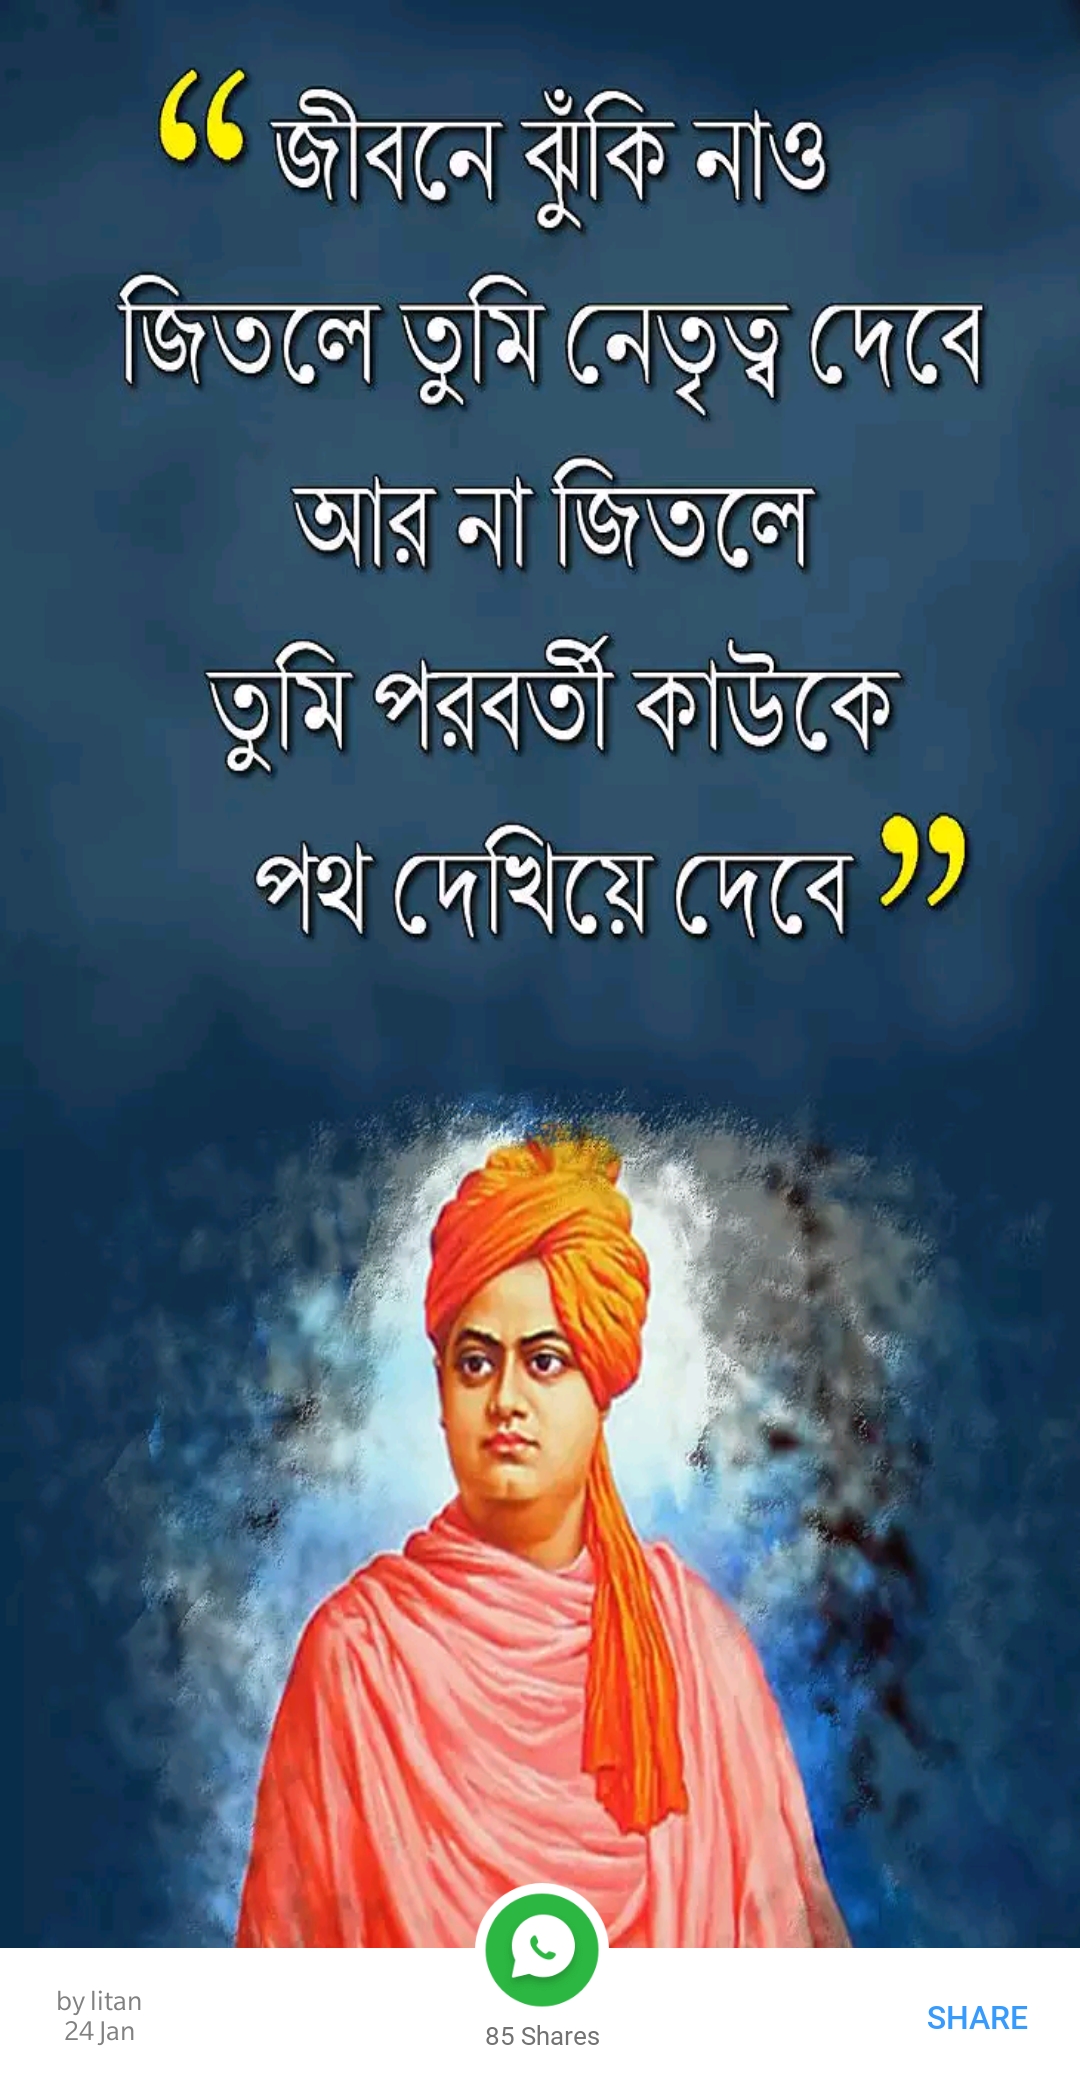 “ জীবনে ঝুঁকি নাও
জিতলে তুমি নেতৃত্ব দেবে
আর না জিতলে
তুমি পরবর্তী কাউকে
পথ দেখিয়ে দেবে ”
by litan
24 Jan
85 Shares
SHARE